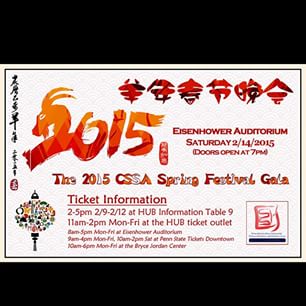 羊年春节晚会
2015
EISENHOWER AUDITORIUM
SATURDAY 2/14/2015
(DOORS OPEN AT 7PM)
The 2015 CSSA Spring Festival Gala
Ticket Information
2-5pm 2/9-2/12 at HUB Information Table 9
11am-2pm Mon-Fri at the HUB ticket outlet
8am-5pm Mon-Fri at Eisenhower Auditorium
9am-4pm Mon-Fri, 10am-2pm Sat at Penn State Tickets Downtown
10am-6pm Mon-Fri at the Bryce Jordan Center